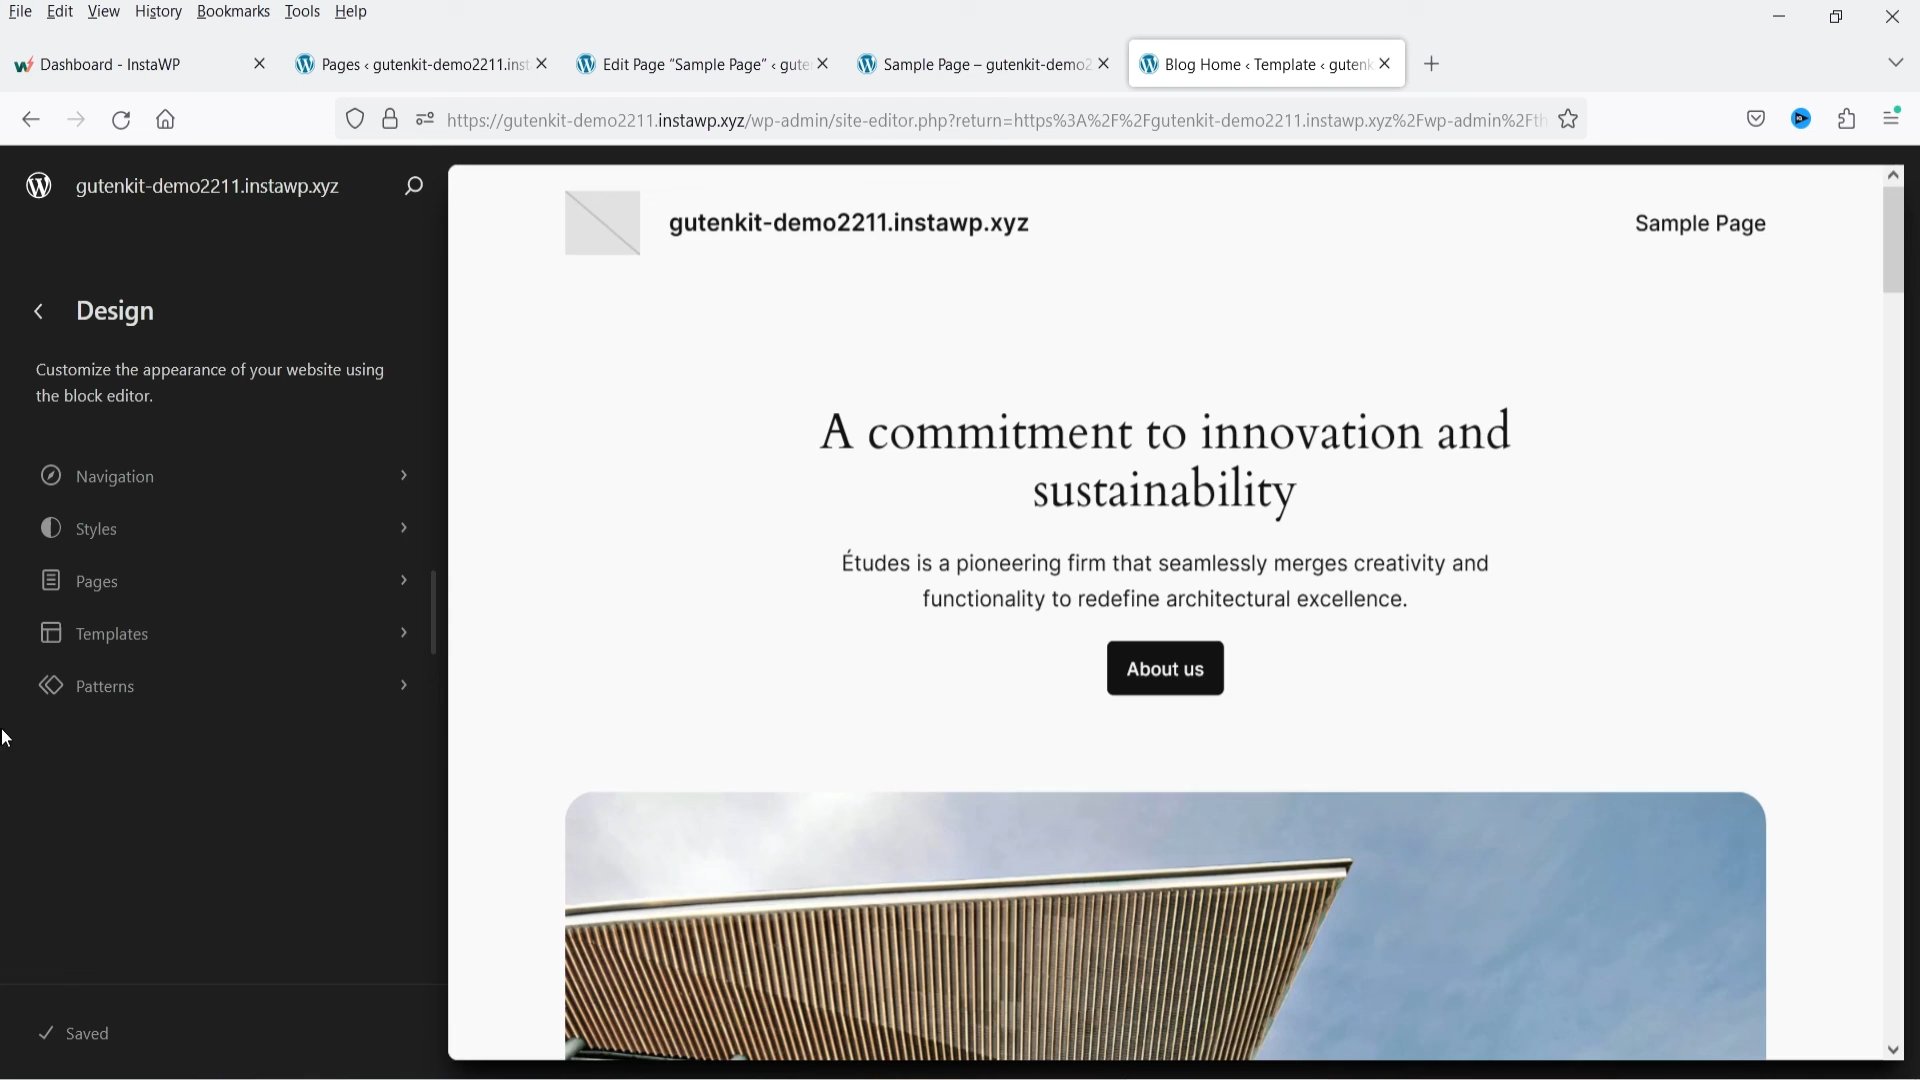 File Edit View History Bookmarks Tools Help
Dashboard - InstaWP
Pages ‹ gutenkit-demo2211.inst
Edit Page “Sample Page” ‹ gute
Sample Page – gutenkit-demo2
Blog Home ‹ Template ‹ gutenk
https://gutenkit-demo2211.instawp.xyz/wp-admin/site-editor.php?return=https%3A%2F%2Fgutenkit-demo2211.instawp.xyz%2Fwp-admin%2Fth
gutenkit-demo2211.instawp.xyz
Design
Customize the appearance of your website using
the block editor.
Navigation
Styles
Pages
Templates
Patterns
Saved
gutenkit-demo2211.instawp.xyz
Sample Page
A commitment to innovation and
sustainability
Études is a pioneering firm that seamlessly merges creativity and
functionality to redefine architectural excellence.
About us